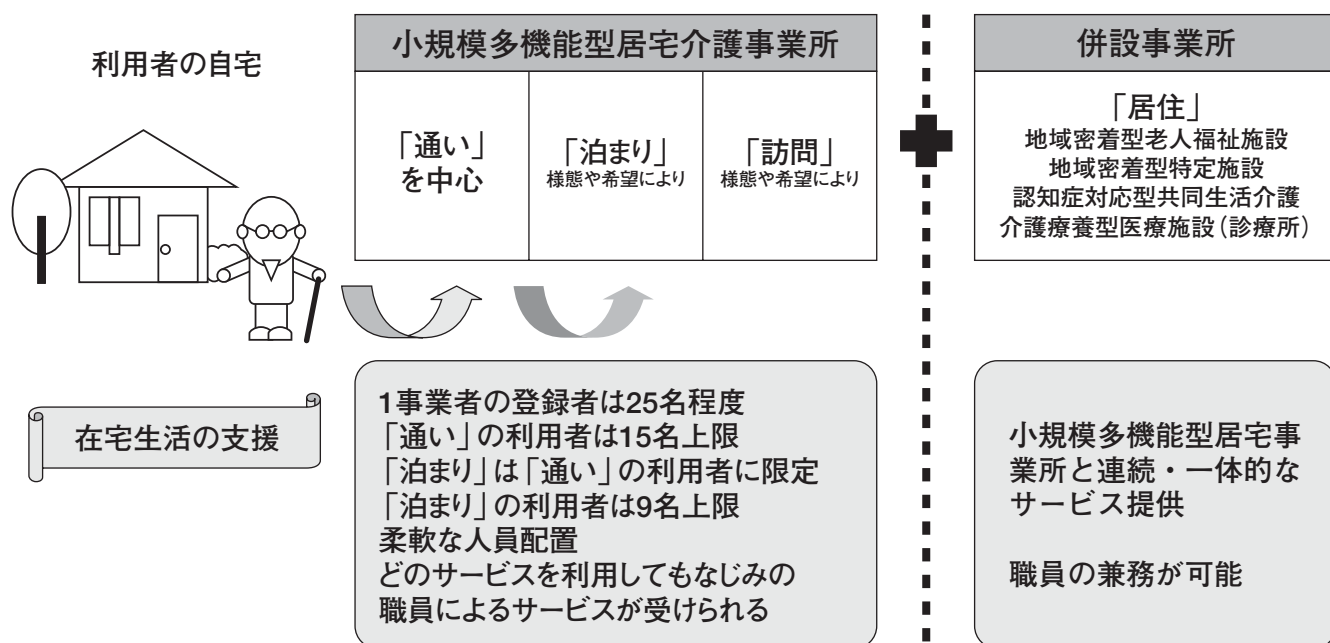 利用者の自宅
小規模多機能型居宅介護事業所
「通い」
を中心
「泊まり」
様態や希望により
「訪問」
様態や希望により
併設事業所
「居住」
地域密着型老人福祉施設
地域密着型特定施設
認知症対応型共同生活介護
介護療養型医療施設(診療所)
在宅生活の支援
1事業者の登録者は25名程度
「通い」の利用者は15名上限
「泊まり」は「通い」の利用者に限定
「泊まり」の利用者は9名上限
柔軟な人員配置
どのサービスを利用してもなじみの
職員によるサービスが受けられる
小規模多機能型居宅事
業所と連続・一体的な
サービス提供
職員の兼務が可能